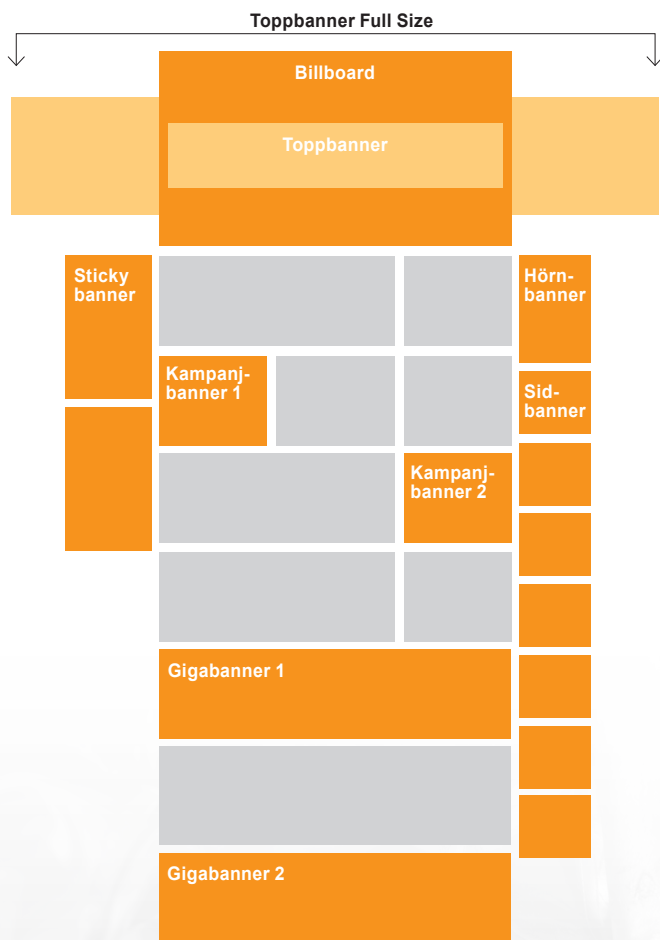 Toppbanner Full Size
Billboard
Toppbanner
Sticky
banner
Hörn-
banner
Kampanj-
banner 1
Sid-
banner
Kampanj-
banner 2
Gigabanner 1
Gigabanner 2